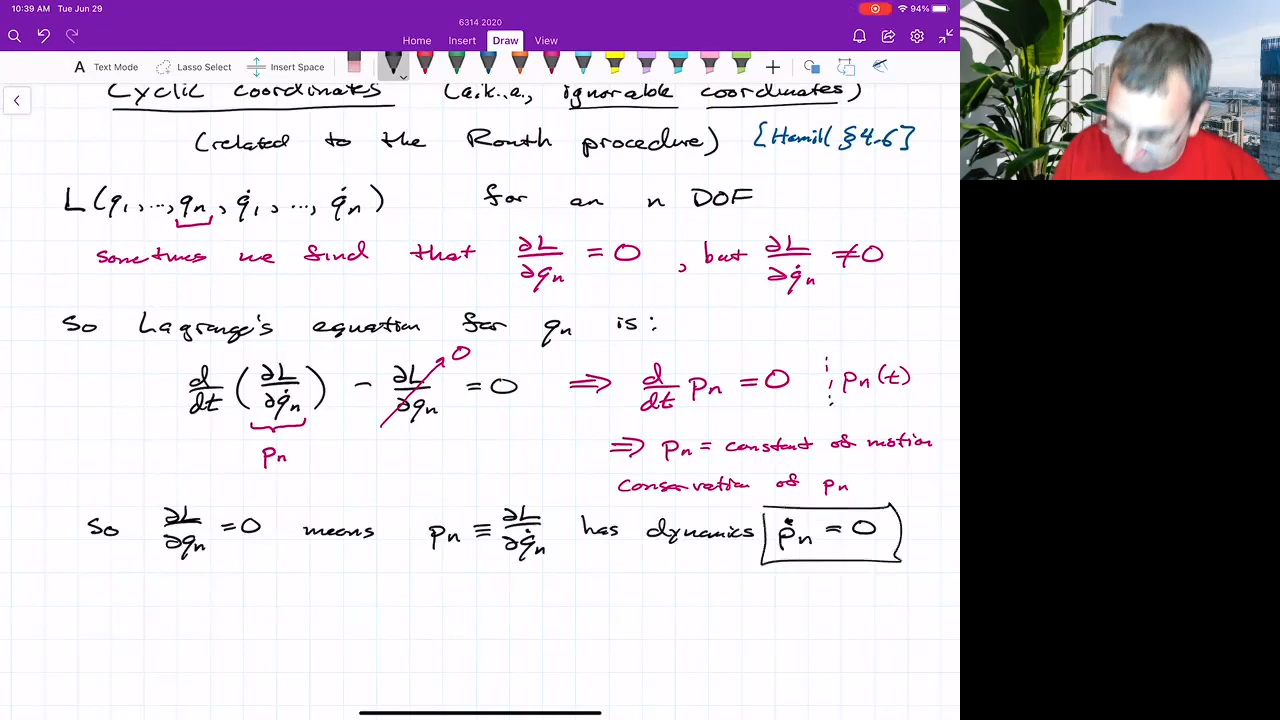 10:39 AM Tue Jun 29
94%
6314 2020
Home Insert Draw View
Text Mode Lasso Select Insert Space
Cyclic coordinates (a.k.a., ignorable coordinates)
(related to the Routh procedure) [Hamill §4.6]
L(q₁, ..., qₙ, q̇₁, ..., q̇ₙ) for an n DOF
sometimes we find that ∂L/∂qₙ = 0, but ∂L/∂q̇ₙ ≠ 0
So Lagrange's equation for qₙ is:
d/dt (∂L/∂q̇ₙ) - ∂L/∂qₙ = 0 ⟹ d/dt pₙ = 0 pₙ(t)
0
pₙ
⟹ pₙ = constant of motion
conservation of pₙ
So ∂L/∂qₙ = 0 means pₙ ≡ ∂L/∂q̇ₙ has dynamics ṗₙ = 0